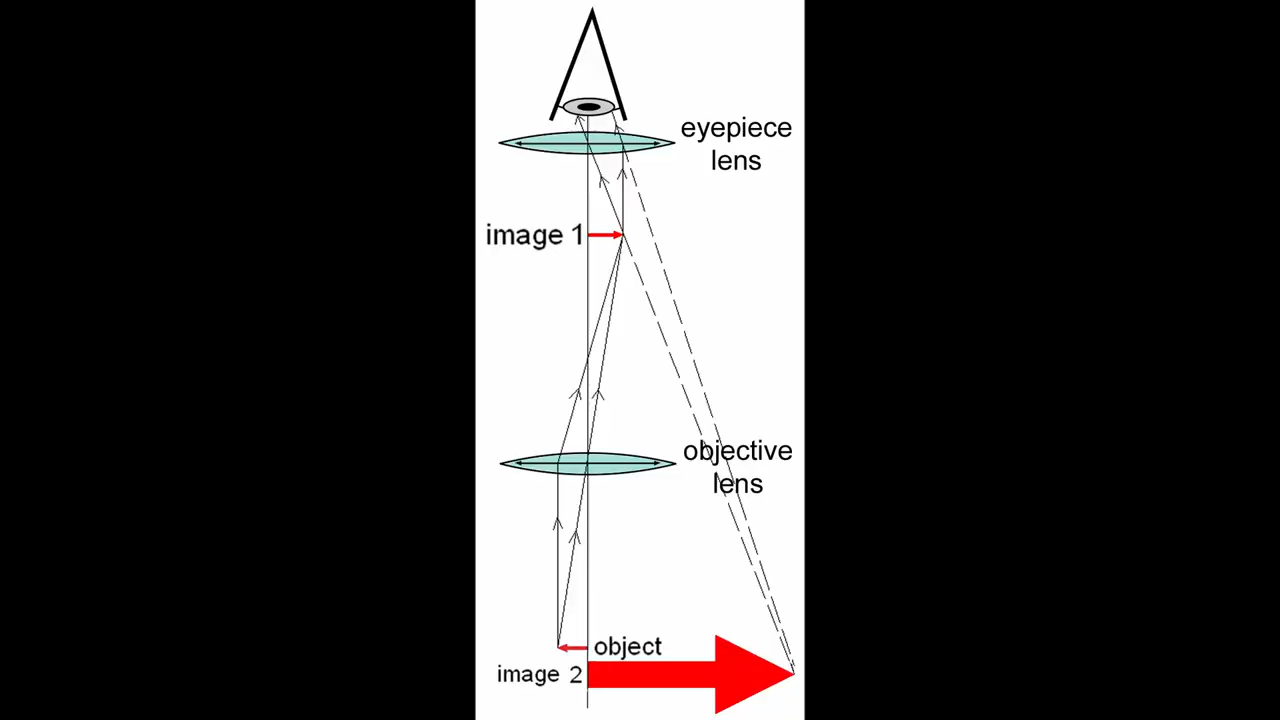 eyepiece
lens
image 1
objective
lens
object
image 2